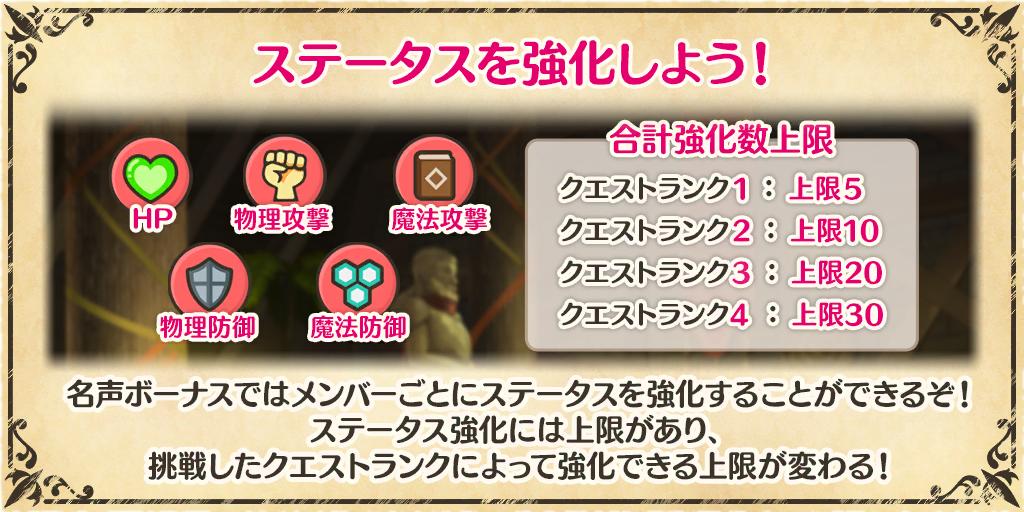 ステータスを強化しよう！
合計強化数上限
HP
物理攻撃
魔法攻撃
物理防御
魔法防御
クエストランク1：上限5
クエストランク2：上限10
クエストランク3：上限20
クエストランク4：上限30
名声ボーナスではメンバーごとにステータスを強化することができるぞ！
ステータス強化には上限があり、
挑戦したクエストランクによって強化できる上限が変わる！